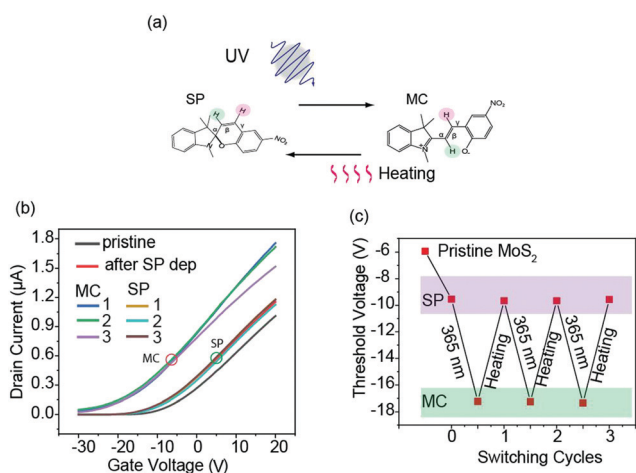 (a)
UV
SP
MC
H
H
α
β
γ
N
O
NO₂
H
H
α
β
γ
N⁺
O⁻
NO₂
Heating
(b)
Drain Current (μA)
1.8
1.5
1.2
0.9
0.6
0.3
0.0
pristine
after SP dep
MC SP
1 1
2 2
3 3
MC
SP
-30 -20 -10 0 10 20
Gate Voltage (V)
(c)
Threshold Voltage (V)
-6
-8
-10
-12
-14
-16
-18
Pristine MoS₂
SP
365 nm
Heating
365 nm
Heating
365 nm
Heating
MC
0 1 2 3
Switching Cycles